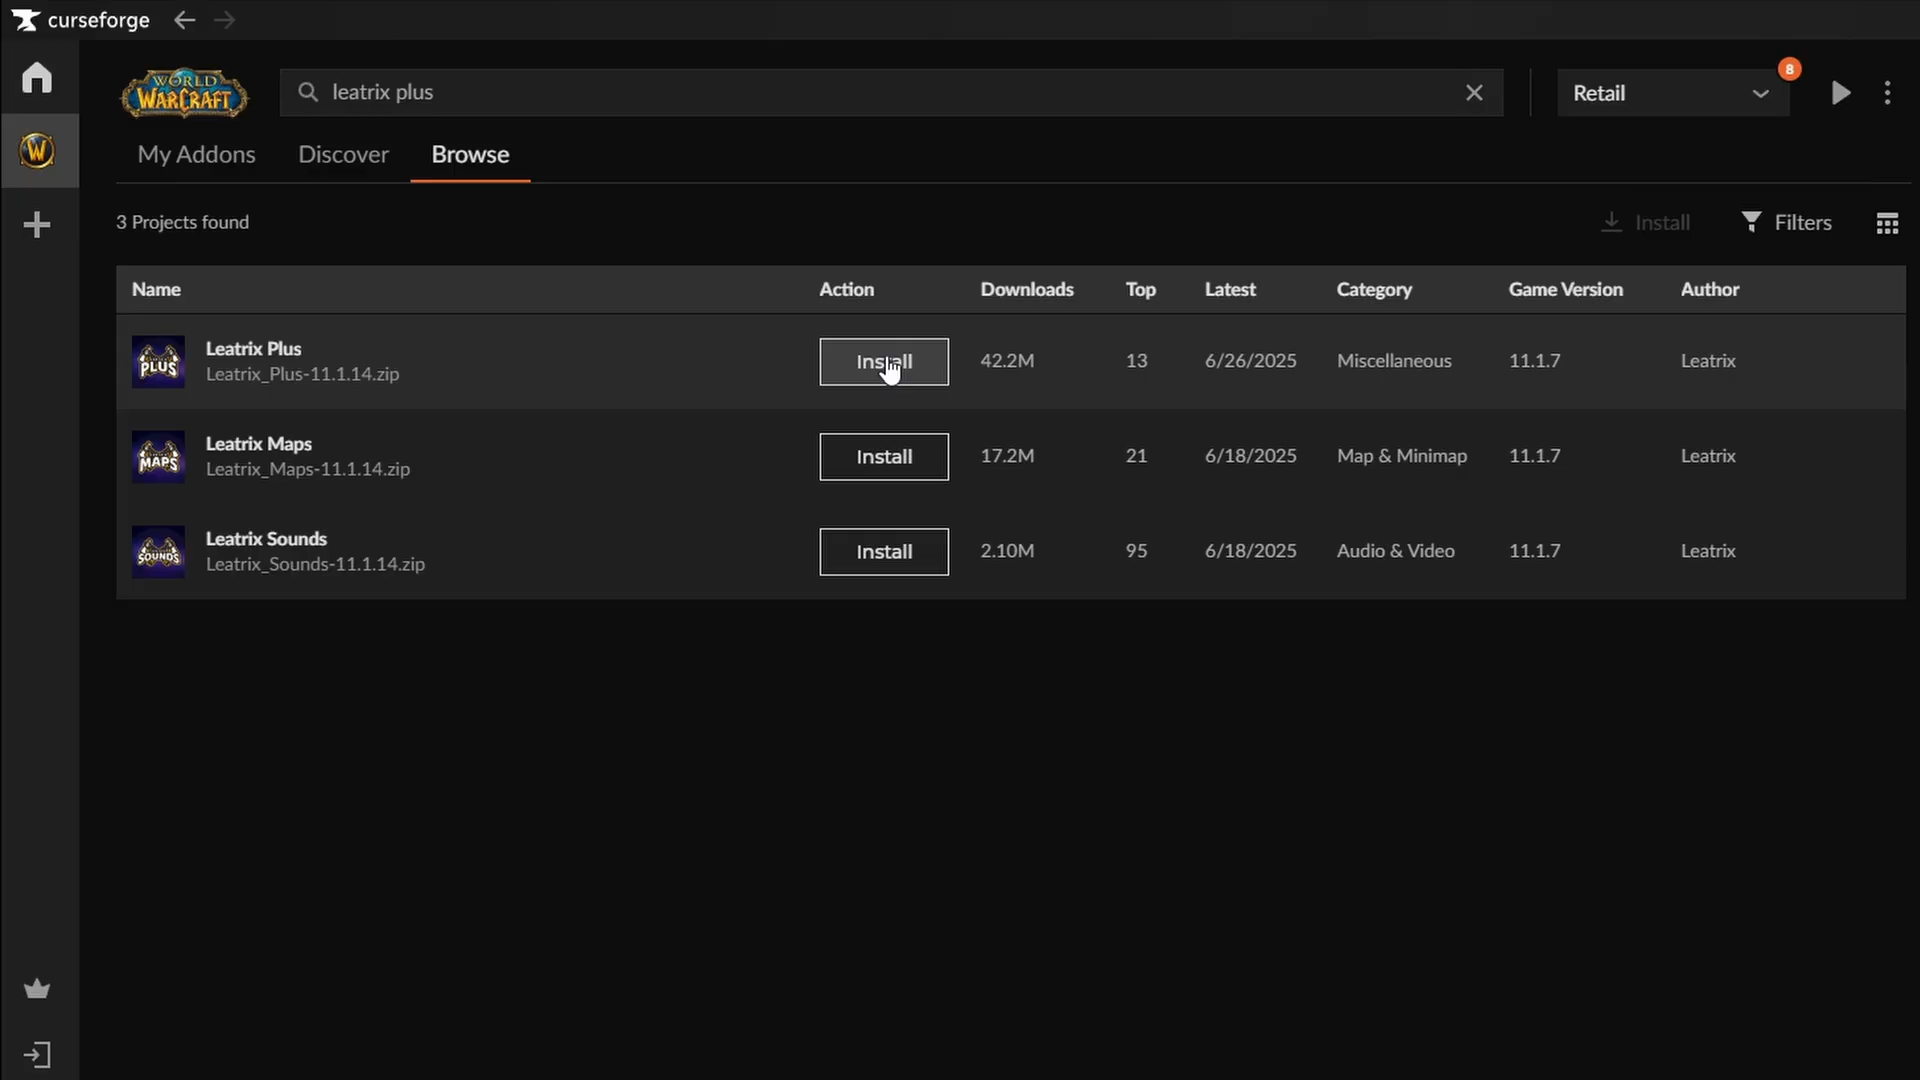 curseforge
WORLD
WARCRAFT
leatrix plus
Retail
8
W
My Addons
Discover
Browse
3 Projects found
Install
Filters
Name
Action
Downloads
Top
Latest
Category
Game Version
Author
PLUS
Leatrix Plus
Leatrix_Plus-11.1.14.zip
Install
42.2M
13
6/26/2025
Miscellaneous
11.1.7
Leatrix
MAPS
Leatrix Maps
Leatrix_Maps-11.1.14.zip
Install
17.2M
21
6/18/2025
Map & Minimap
11.1.7
Leatrix
SOUNDS
Leatrix Sounds
Leatrix_Sounds-11.1.14.zip
Install
2.10M
95
6/18/2025
Audio & Video
11.1.7
Leatrix